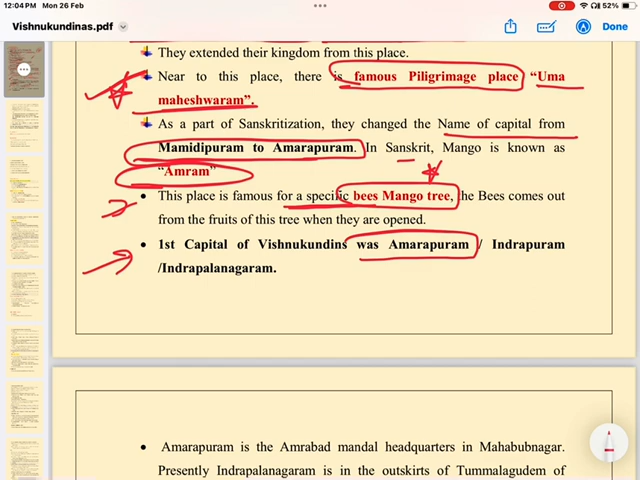 12:04 PM Mon 26 Feb
52%
Vishnukundinas.pdf
Done
They extended their kingdom from this place.
Near to this place, there is famous Piligrimage place "Uma
maheshwaram".
As a part of Sanskritization, they changed the Name of capital from
Mamidipuram to Amarapuram. In Sanskrit, Mango is known as
"Amram"
This place is famous for a specific bees Mango tree, the Bees comes out
from the fruits of this tree when they are opened.
1st Capital of Vishnukundins was Amarapuram / Indrapuram
/Indrapalanagaram.
Amarapuram is the Amrabad mandal headquarters in Mahabubnagar.
Presently Indrapalanagaram is in the outskirts of Tummalagudem of